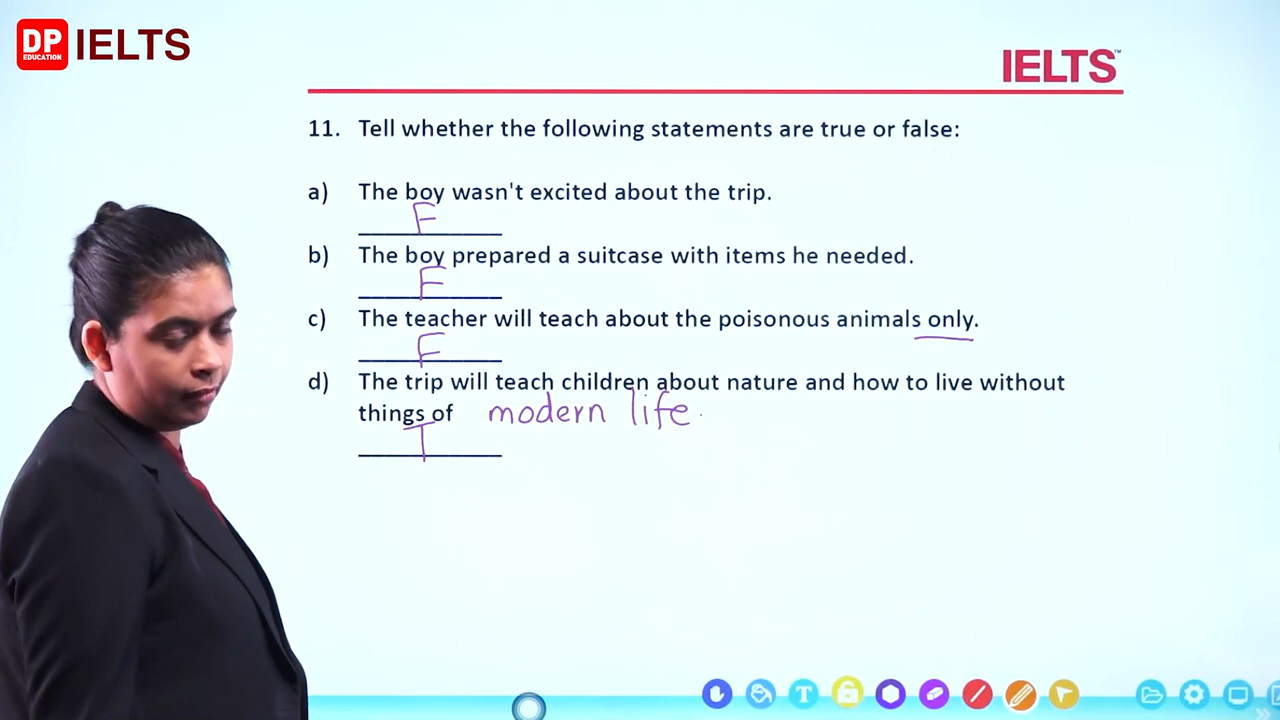 DP IELTS
EDUCATION
IELTS™
11. Tell whether the following statements are true or false:
a) The boy wasn't excited about the trip.
F
b) The boy prepared a suitcase with items he needed.
F
c) The teacher will teach about the poisonous animals only.
F
d) The trip will teach children about nature and how to live without
things of modern life.
T
T